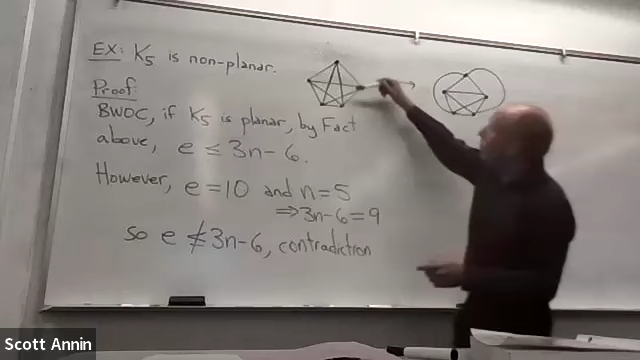 EX: K5 is non-planar.
Proof:
BWOC, if K5 is planar, by Fact
above, e ≤ 3n-6.
However, e = 10 and n = 5
⇒ 3n-6 = 9
so e ≰ 3n-6, contradiction
Scott Annin